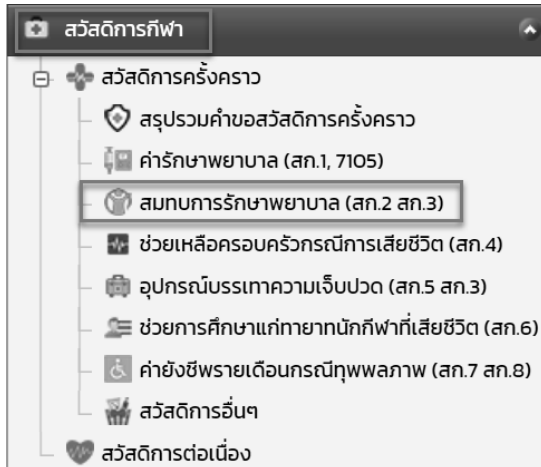 สวัสดิการกีฬา
สวัสดิการครั้งคราว
สรุปรวมคำขอสวัสดิการครั้งคราว
ค่ารักษาพยาบาล (สก.1, 7105)
สมทบการรักษาพยาบาล (สก.2 สก.3)
ช่วยเหลือครอบครัวกรณีการเสียชีวิต (สก.4)
อุปกรณ์บรรเทาความเจ็บปวด (สก.5 สก.3)
ช่วยการศึกษาแก่ทายาทนักกีฬาที่เสียชีวิต (สก.6)
ค่ายังชีพรายเดือนกรณีทุพพลภาพ (สก.7 สก.8)
สวัสดิการอื่นๆ
สวัสดิการต่อเนื่อง